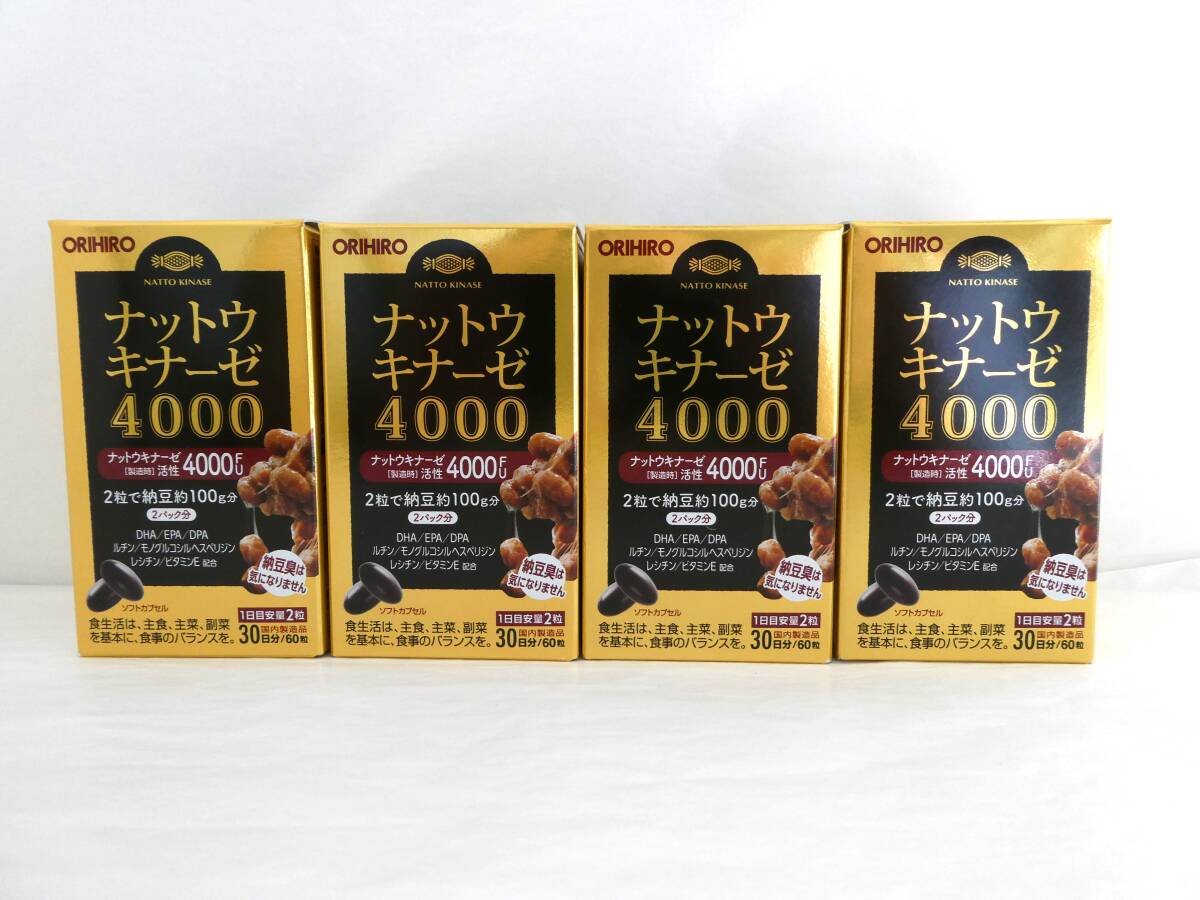 ORIHIRO
NATTO KINASE
ナットウ
キナーゼ
4000
ナットウキナーゼ
[製造時]活性 4000FU
2粒で納豆約100g分
2パック分
DHA/EPA/DPA
ルチン/モノグルコシルヘスペリジン
レシチン/ビタミンE 配合
納豆臭は
気になりません
ソフトカプセル
1日目安量2粒
食生活は、主食、主菜、副菜
を基本に、食事のバランスを。
国内製造品
30日分/60粒
ORIHIRO
NATTO KINASE
ナットウ
キナーゼ
4000
ナットウキナーゼ
[製造時]活性 4000FU
2粒で納豆約100g分
2パック分
DHA/EPA/DPA
ルチン/モノグルコシルヘスペリジン
レシチン/ビタミンE 配合
納豆臭は
気になりません
ソフトカプセル
1日目安量2粒
食生活は、主食、主菜、副菜
を基本に、食事のバランスを。
国内製造品
30日分/60粒
ORIHIRO
NATTO KINASE
ナットウ
キナーゼ
4000
ナットウキナーゼ
[製造時]活性 4000FU
2粒で納豆約100g分
2パック分
DHA/EPA/DPA
ルチン/モノグルコシルヘスペリジン
レシチン/ビタミンE 配合
納豆臭は
気になりません
ソフトカプセル
1日目安量2粒
食生活は、主食、主菜、副菜
を基本に、食事のバランスを。
国内製造品
30日分/60粒
ORIHIRO
NATTO KINASE
ナットウ
キナーゼ
4000
ナットウキナーゼ
[製造時]活性 4000FU
2粒で納豆約100g分
2パック分
DHA/EPA/DPA
ルチン/モノグルコシルヘスペリジン
レシチン/ビタミンE 配合
納豆臭は
気になりません
ソフトカプセル
1日目安量2粒
食生活は、主食、主菜、副菜
を基本に、食事のバランスを。
国内製造品
30日分/60粒